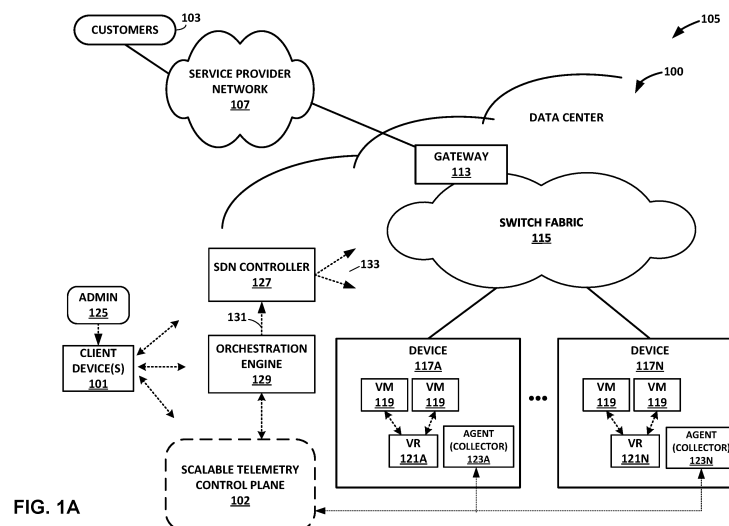 CUSTOMERS
103
105
SERVICE PROVIDER
NETWORK
107
100
DATA CENTER
GATEWAY
113
SWITCH FABRIC
115
SDN CONTROLLER
127
133
ADMIN
125
131
CLIENT
DEVICE(S)
101
ORCHESTRATION
ENGINE
129
DEVICE
117A
VM
119
VM
119
VR
121A
AGENT
(COLLECTOR)
123A
DEVICE
117N
VM
119
VM
119
VR
121N
AGENT
(COLLECTOR)
123N
SCALABLE TELEMETRY
CONTROL PLANE
102
FIG. 1A